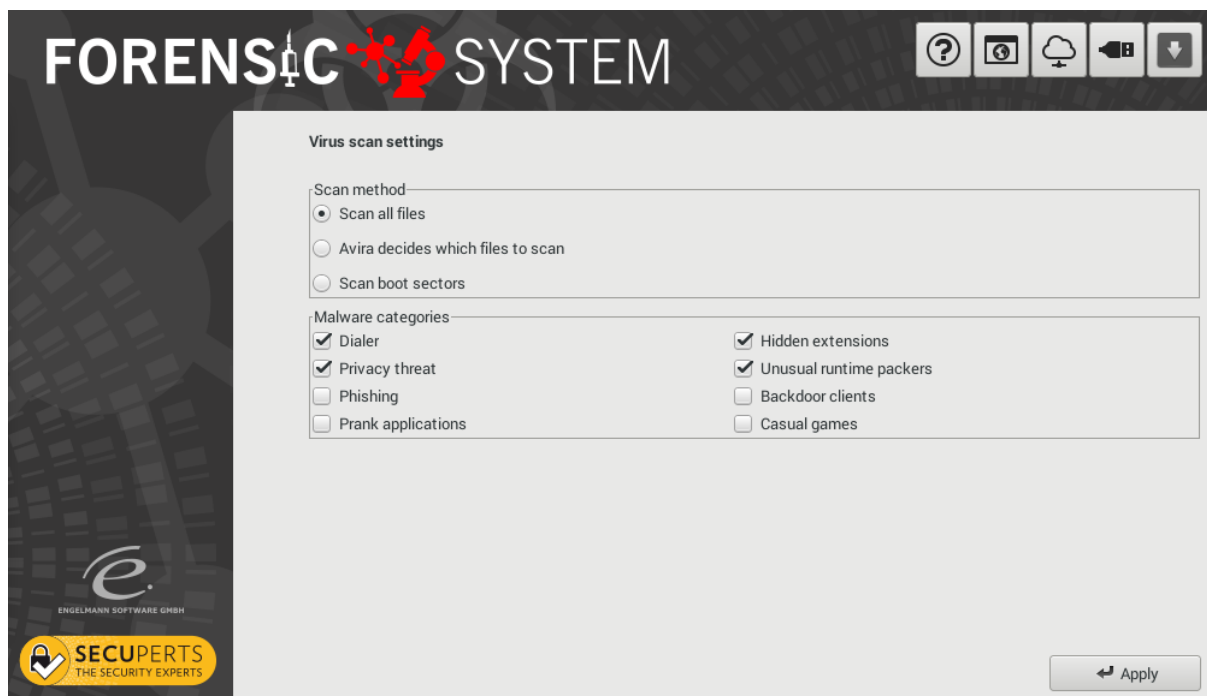 FORENSIC SYSTEM
Virus scan settings
Scan method
Scan all files
Avira decides which files to scan
Scan boot sectors
Malware categories
Dialer
Hidden extensions
Privacy threat
Unusual runtime packers
Phishing
Backdoor clients
Prank applications
Casual games
e.
ENGELMANN SOFTWARE GMBH
SECUPERTS
THE SECURITY EXPERTS
Apply